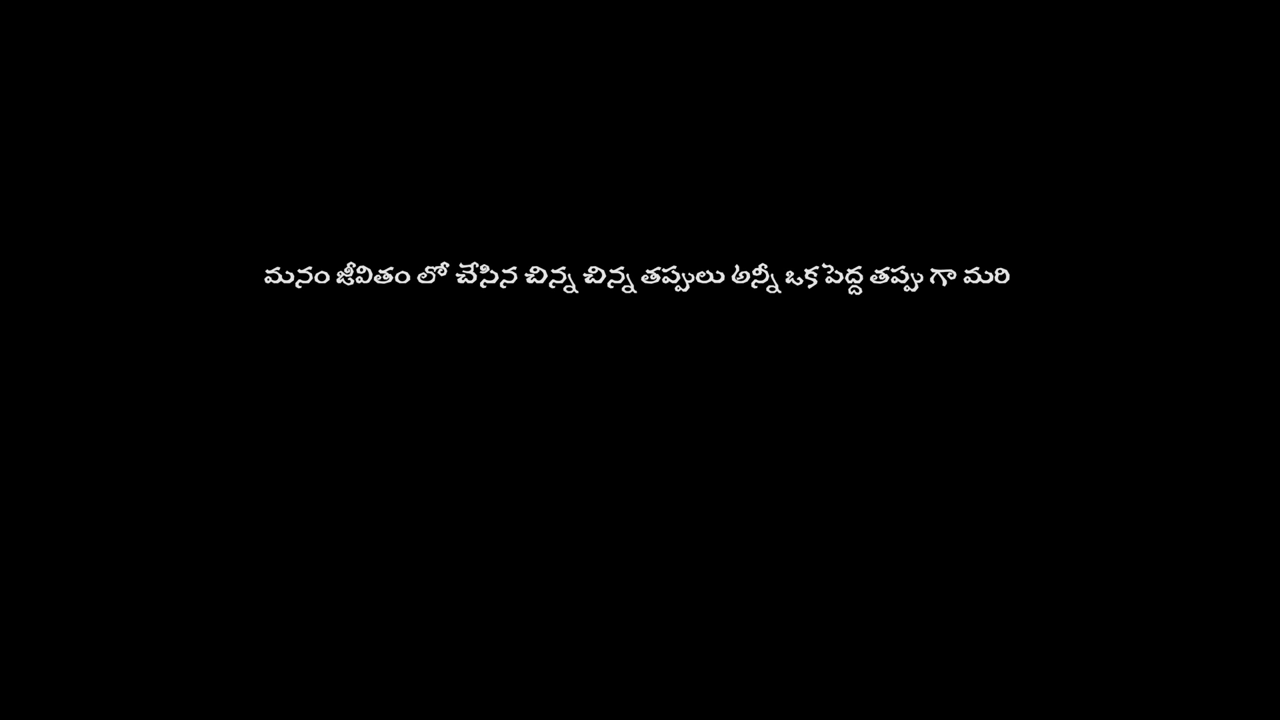 మనం జీవితం లో చేసిన చిన్న చిన్న తప్పులు అన్నీ ఒక పెద్ద తప్పు గా మరి